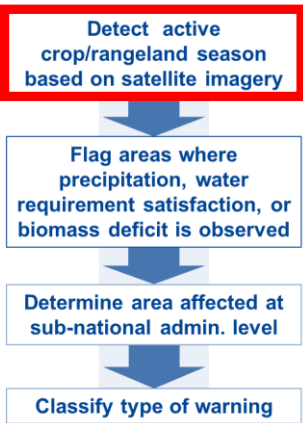 Detect active
crop/rangeland season
based on satellite imagery
Flag areas where
precipitation, water
requirement satisfaction, or
biomass deficit is observed
Determine area affected at
sub-national admin. level
Classify type of warning